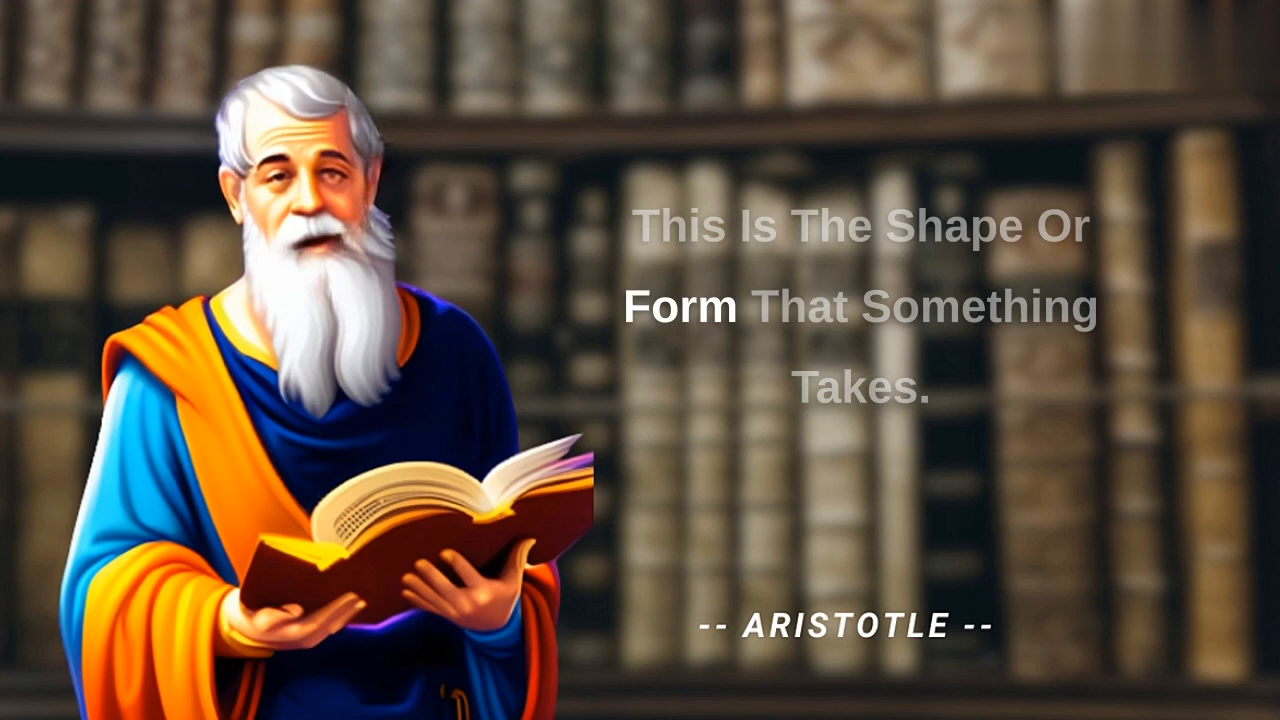 This Is The Shape Or
Form That Something
Takes.
-- ARISTOTLE --